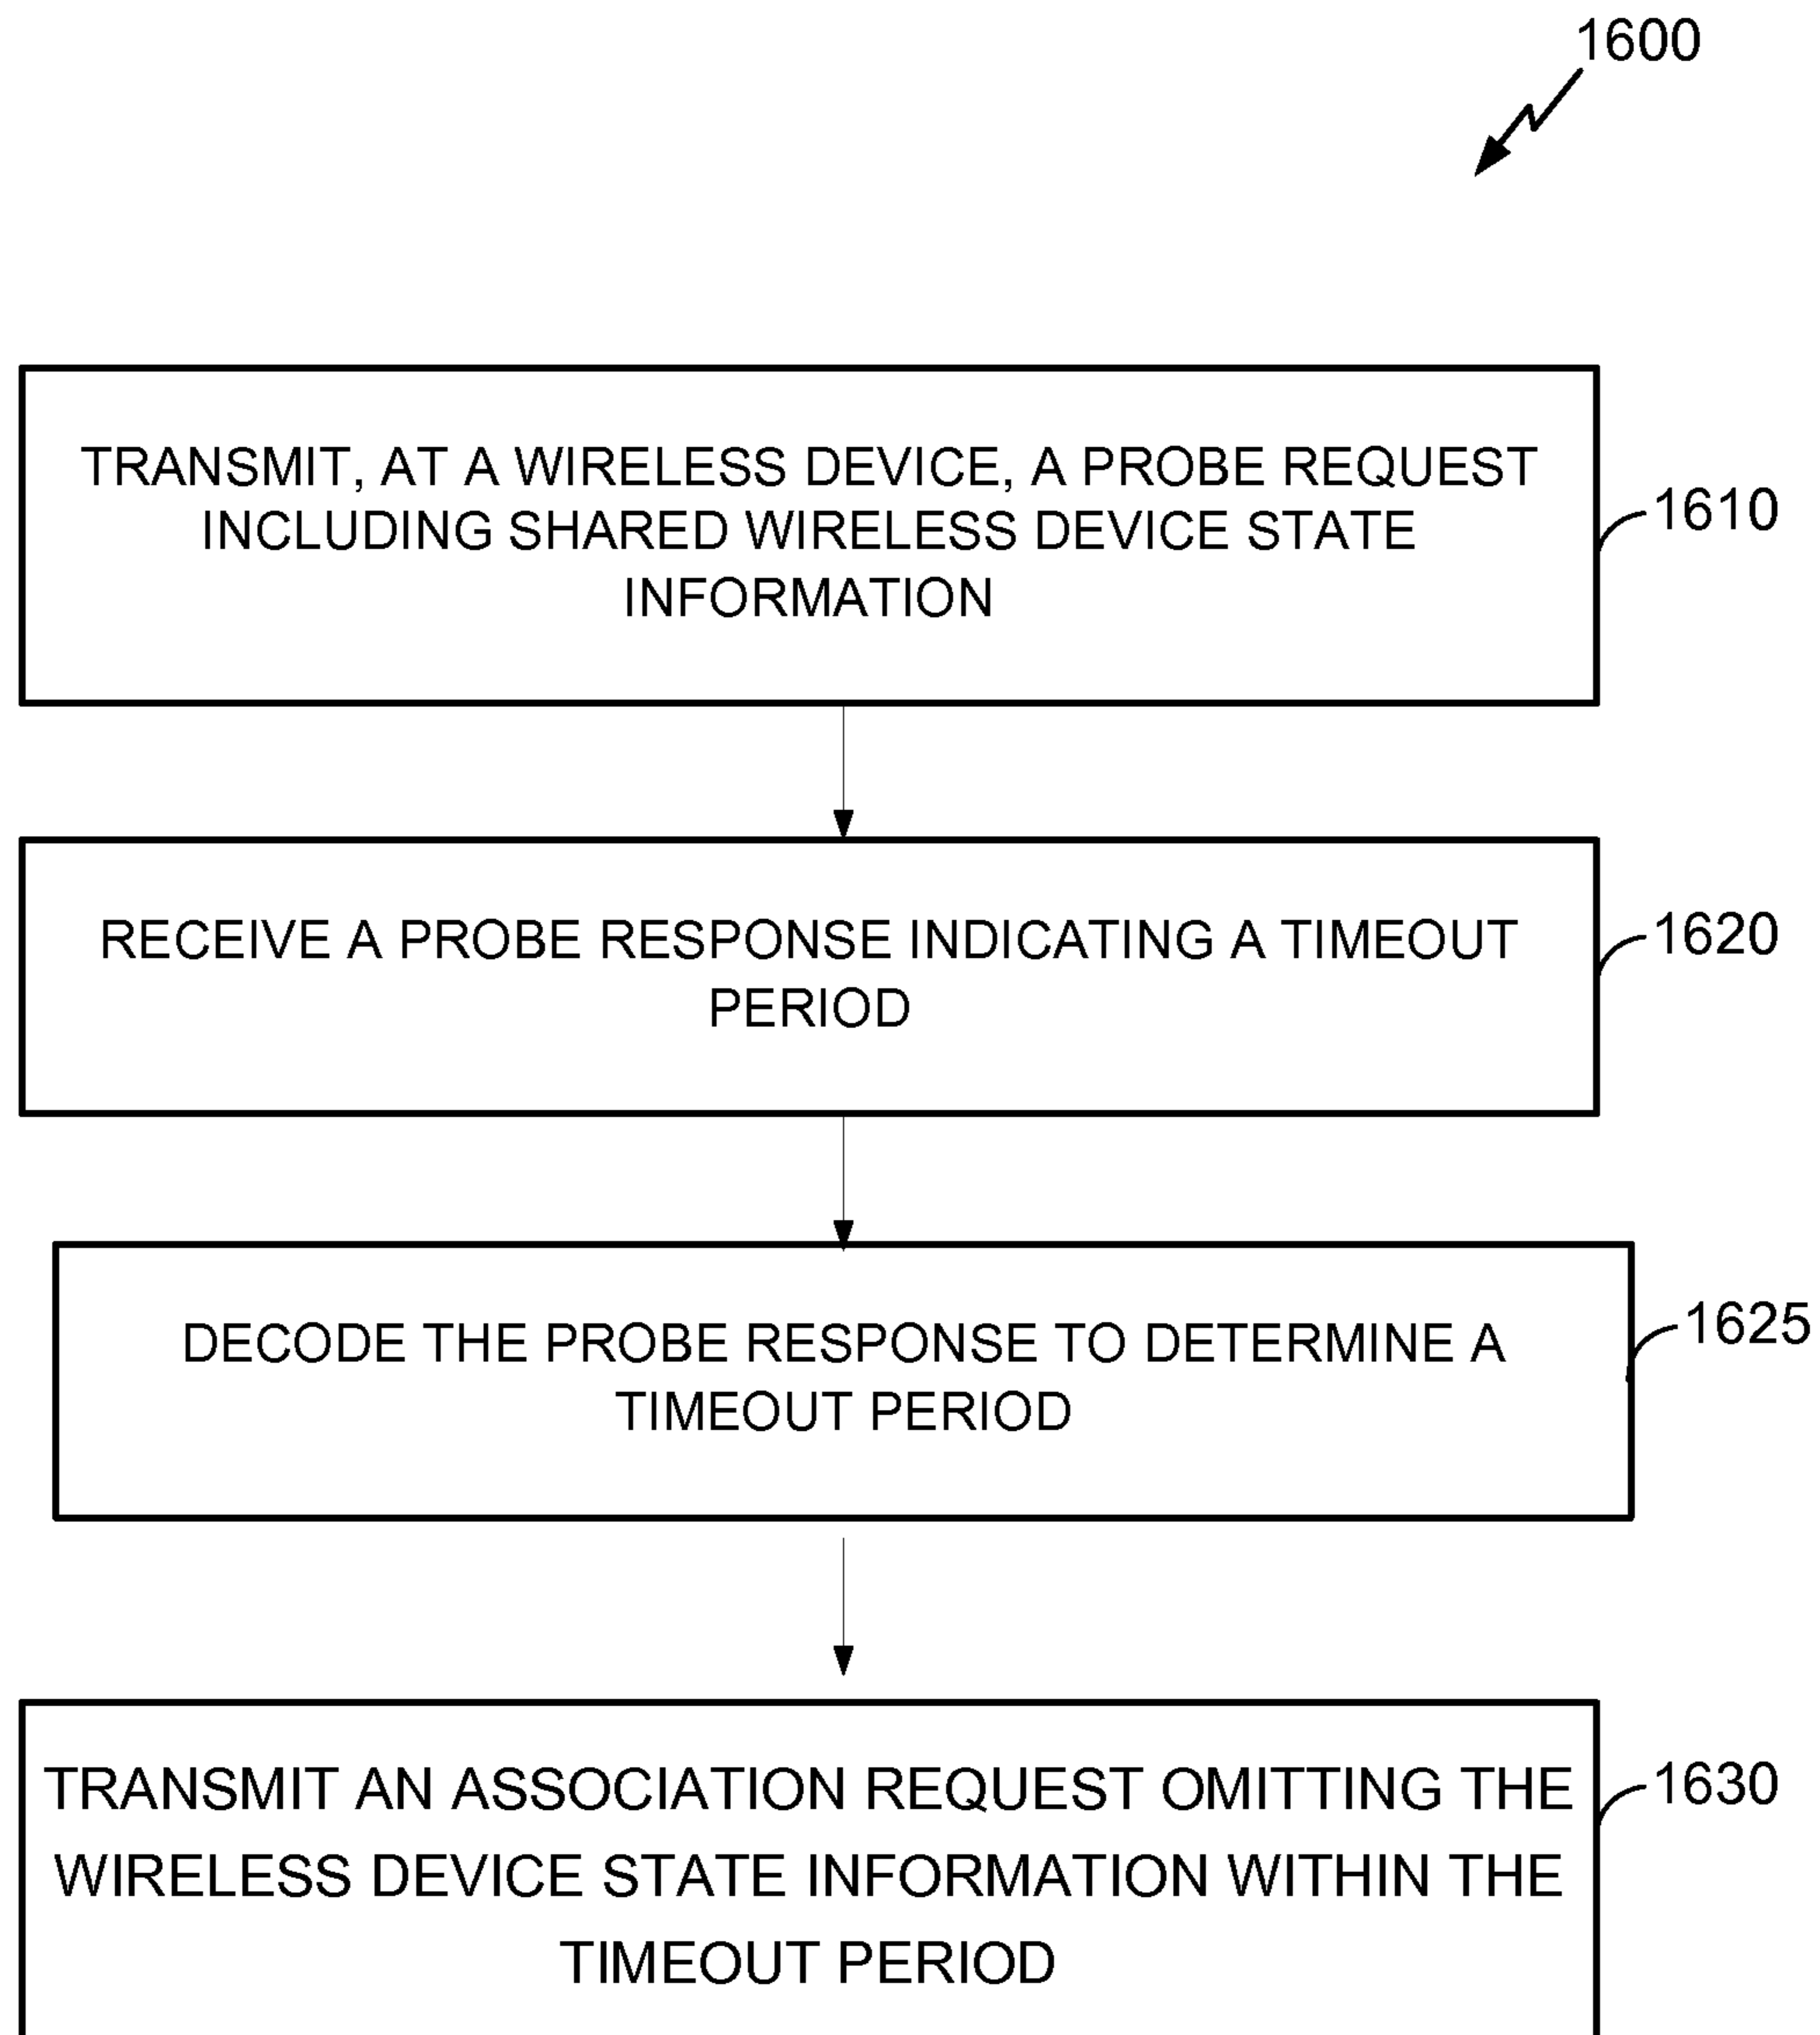 1600
TRANSMIT, AT A WIRELESS DEVICE, A PROBE REQUEST
INCLUDING SHARED WIRELESS DEVICE STATE
INFORMATION
1610
RECEIVE A PROBE RESPONSE INDICATING A TIMEOUT
PERIOD
1620
DECODE THE PROBE RESPONSE TO DETERMINE A
TIMEOUT PERIOD
1625
TRANSMIT AN ASSOCIATION REQUEST OMITTING THE
WIRELESS DEVICE STATE INFORMATION WITHIN THE
TIMEOUT PERIOD
1630